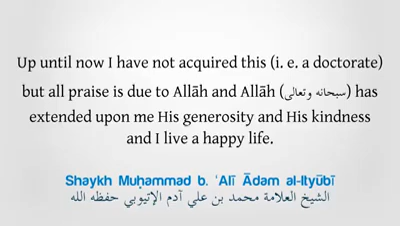 Up until now I have not acquired this (i. e. a doctorate)
but all praise is due to Allāh and Allāh (سبحانه وتعالى) has
extended upon me His generosity and His kindness
and I live a happy life.
Shaykh Muḥammad b. ʿAlī Ādam al-Ityūbī
الشيخ العلامة محمد بن علي آدم الإتيوبي حفظه الله